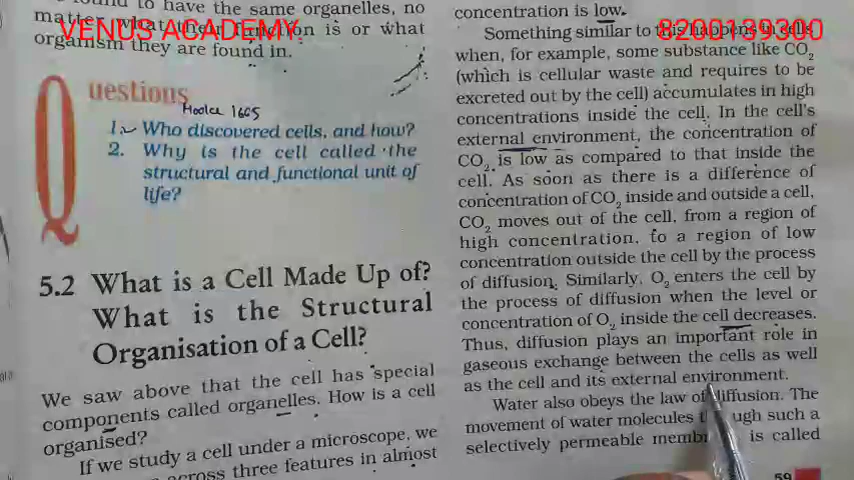 found to have the same organelles, no
matter what their function is or what
organism they are found in.
VENUS ACADEMY.
8200139300
Questions
Hooke 1665
1. Who discovered cells, and how?
2. Why is the cell called the
structural and functional unit of
life?
5.2 What is a Cell Made Up of?
What is the Structural
Organisation of a Cell?
We saw above that the cell has special
components called organelles. How is a cell
organised?
If we study a cell under a microscope, we
across three features in almost
concentration is low.
Something similar to this happens in cells
when, for example, some substance like CO₂
(which is cellular waste and requires to be
excreted out by the cell) accumulates in high
concentrations inside the cell. In the cell's
external environment, the concentration of
CO₂ is low as compared to that inside the
cell. As soon as there is a difference of
concentration of CO₂ inside and outside a cell,
CO₂ moves out of the cell, from a region of
high concentration, to a region of low
concentration outside the cell by the process
of diffusion. Similarly, O₂ enters the cell by
the process of diffusion when the level or
concentration of O₂ inside the cell decreases.
Thus, diffusion plays an important role in
gaseous exchange between the cells as well
as the cell and its external environment.
Water also obeys the law of diffusion. The
movement of water molecules through such a
selectively permeable is called
59